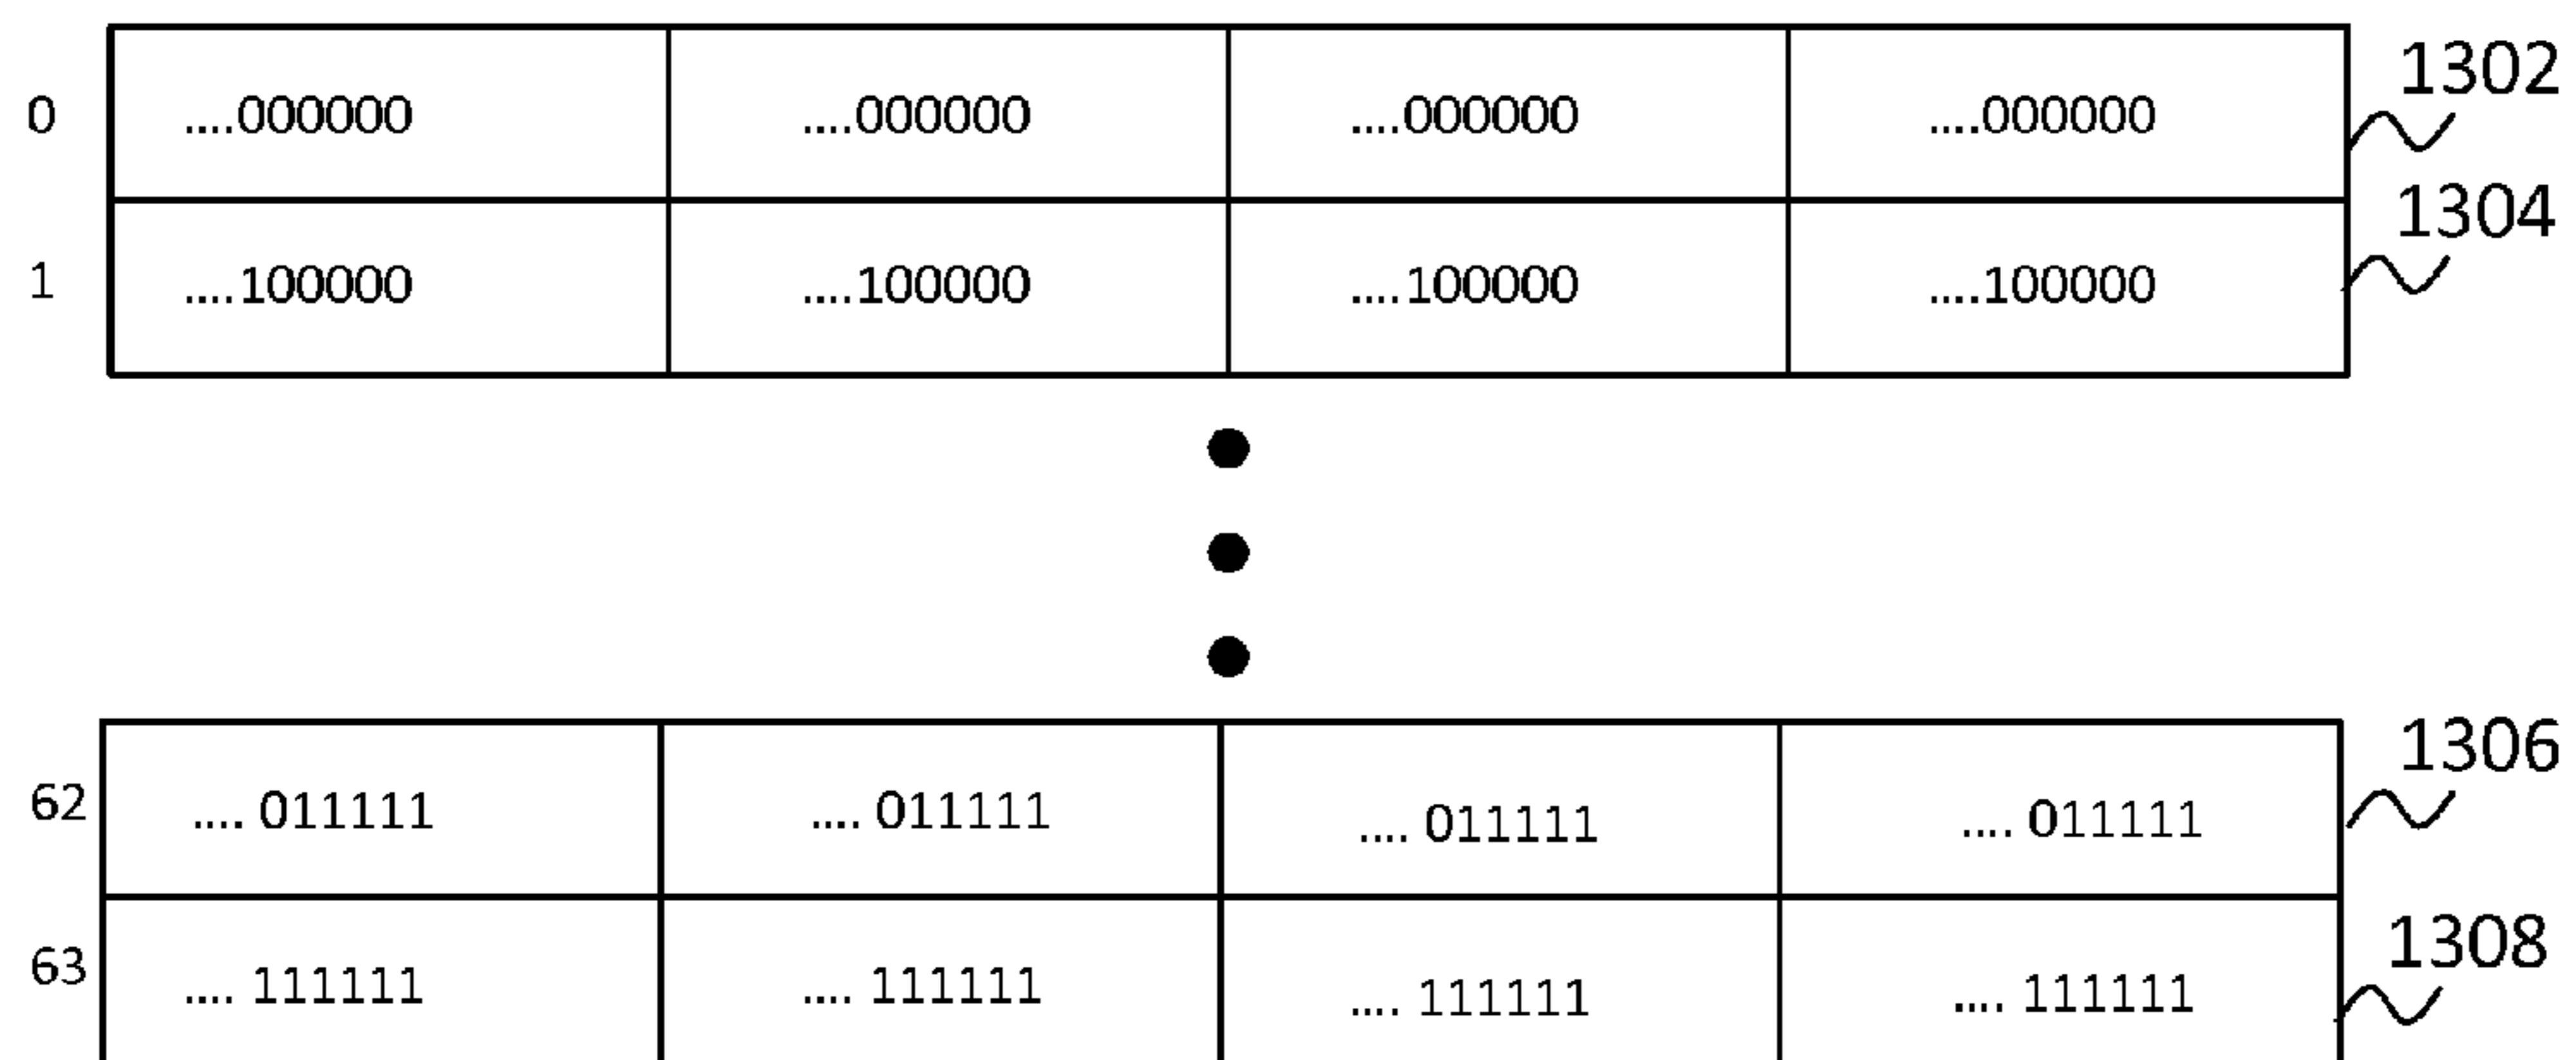 0 ....000000 ....000000 ....000000 ....000000 1302
1 ....100000 ....100000 ....100000 ....100000 1304
62 .... 011111 .... 011111 .... 011111 .... 011111 1306
63 .... 111111 .... 111111 .... 111111 .... 111111 1308